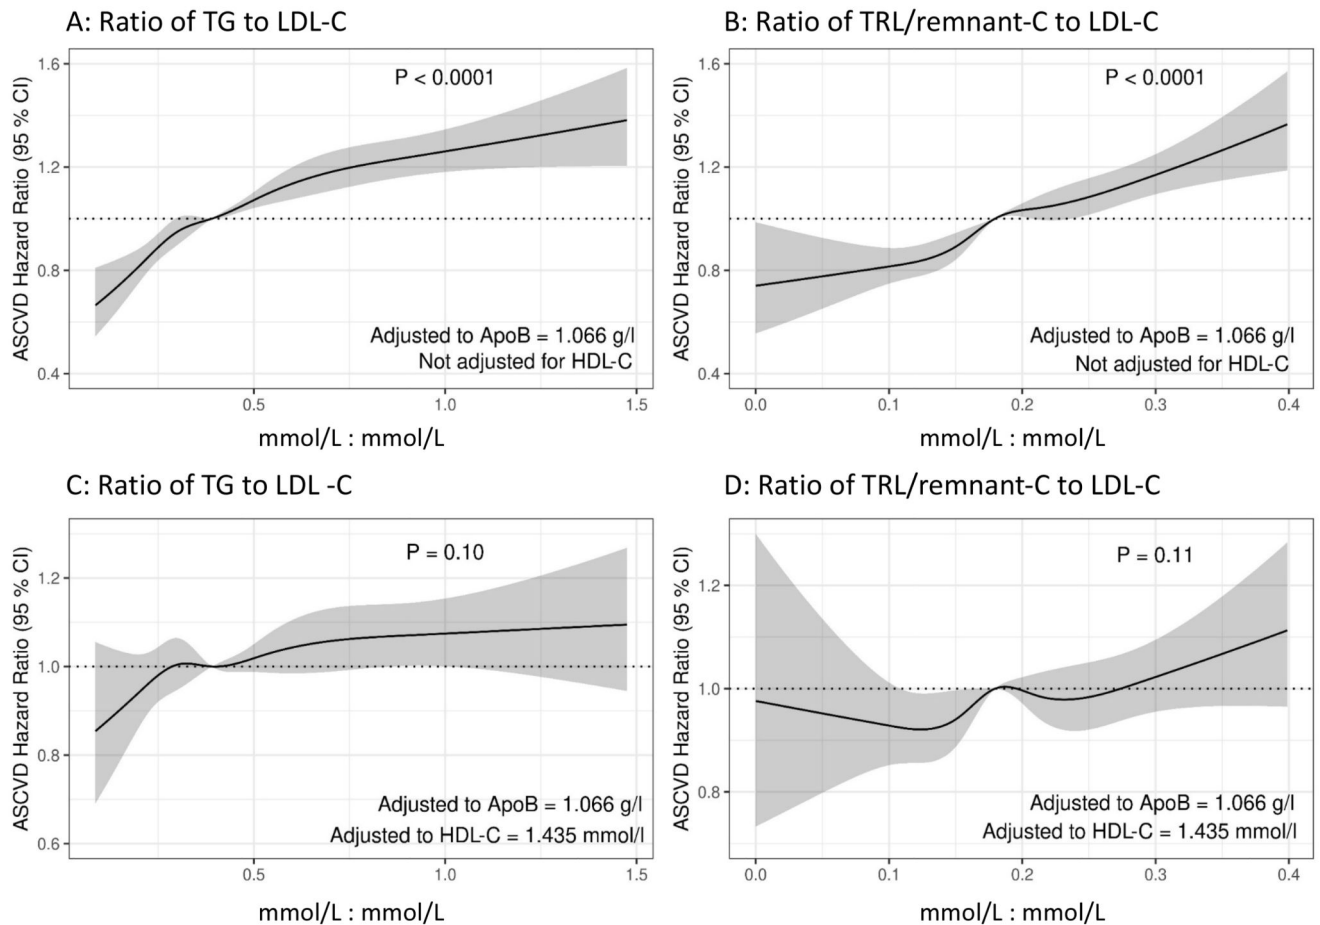 A: Ratio of TG to LDL-C
B: Ratio of TRL/remnant-C to LDL-C
ASCVD Hazard Ratio (95 % CI)
1.6
1.2
0.8
0.4
P < 0.0001
Adjusted to ApoB = 1.066 g/l
Not adjusted for HDL-C
0.5
1.0
1.5
mmol/L : mmol/L
ASCVD Hazard Ratio (95 % CI)
1.6
1.2
0.8
0.4
P < 0.0001
Adjusted to ApoB = 1.066 g/l
Not adjusted for HDL-C
0.0
0.1
0.2
0.3
0.4
mmol/L : mmol/L
C: Ratio of TG to LDL -C
D: Ratio of TRL/remnant-C to LDL-C
ASCVD Hazard Ratio (95 % CI)
1.2
1.0
0.8
0.6
P = 0.10
Adjusted to ApoB = 1.066 g/l
Adjusted to HDL-C = 1.435 mmol/l
0.5
1.0
1.5
mmol/L : mmol/L
ASCVD Hazard Ratio (95 % CI)
1.2
1.0
0.8
P = 0.11
Adjusted to ApoB = 1.066 g/l
Adjusted to HDL-C = 1.435 mmol/l
0.0
0.1
0.2
0.3
0.4
mmol/L : mmol/L